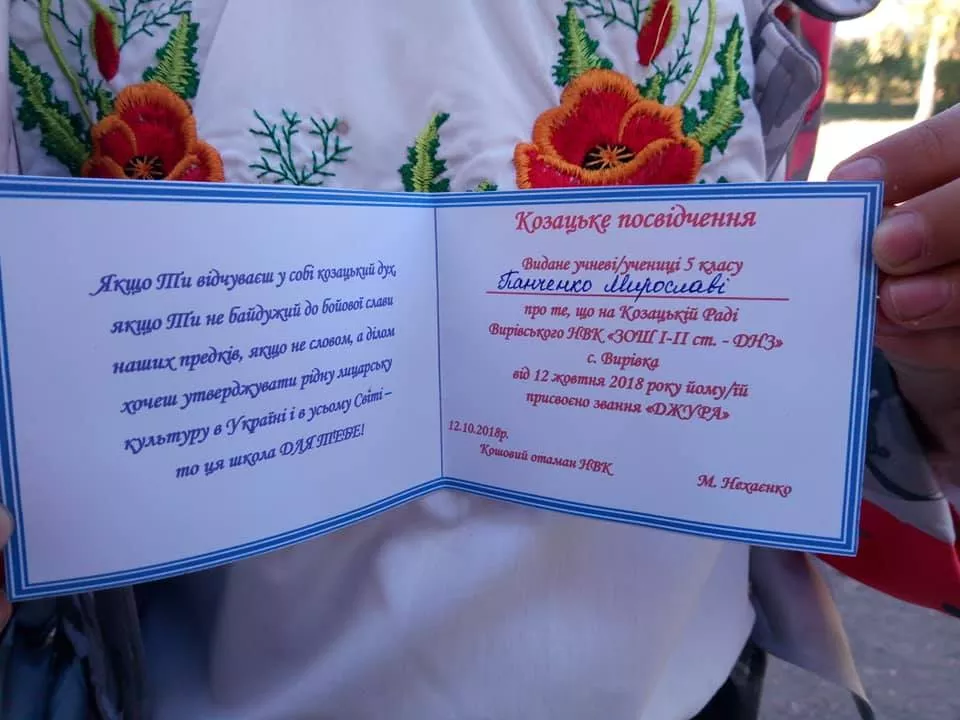 Якщо Ти відчуваєш у собі козацький дух,
якщо Ти не байдужий до бойової слави
наших предків, якщо не словом, а ділом
хочеш утверджувати рідну лицарську
культуру в Україні і в усьому Світі –
то ця школа ДЛЯ ТЕБЕ!
Козацьке посвідчення
Видане учневі/учениці 5 класу
Панченко Мирославі
про те, що на Козацькій Раді
Вирівського НВК «ЗОШ І-ІІ ст. - ДНЗ»
с. Вирівка
від 12 жовтня 2018 року йому/їй
присвоєно звання «ДЖУРА»
12.10.2018р.
Кошовий отаман НВК
М. Нехаєнко